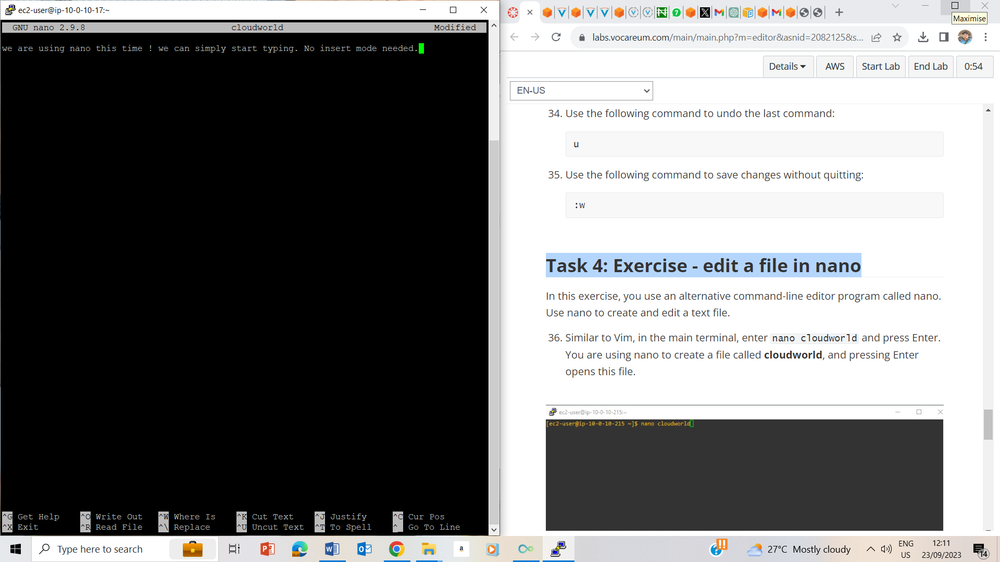 ec2-user@ip-10-0-10-17:~
GNU nano 2.9.8 cloudworld Modified
we are using nano this time ! we can simply start typing. No insert mode needed.
^G Get Help ^O Write Out ^W Where Is ^K Cut Text ^J Justify ^C Cur Pos
^X Exit ^R Read File ^\ Replace ^U Uncut Text ^T To Spell ^_ Go To Line
Maximise
labs.vocareum.com/main/main.php?m=editor&asnid=2082125&s...
Details AWS Start Lab End Lab 0:54
EN-US
34. Use the following command to undo the last command:
u
35. Use the following command to save changes without quitting:
:w
Task 4: Exercise - edit a file in nano
In this exercise, you use an alternative command-line editor program called nano.
Use nano to create and edit a text file.
36. Similar to Vim, in the main terminal, enter nano cloudworld and press Enter.
You are using nano to create a file called cloudworld, and pressing Enter
opens this file.
ec2-user@ip-10-0-10-215:~
[ec2-user@ip-10-0-10-215 ~]$ nano cloudworld
Type here to search
27°C Mostly cloudy
ENG
US
12:11
23/09/2023
14